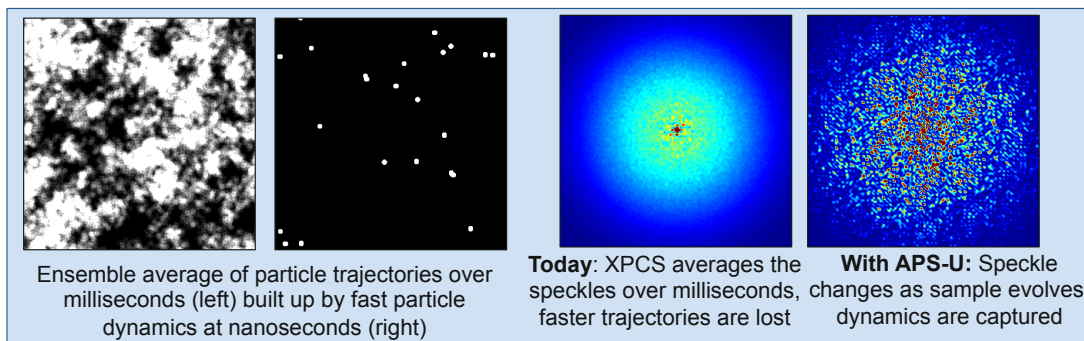 Ensemble average of particle trajectories over
milliseconds (left) built up by fast particle
dynamics at nanoseconds (right)
Today: XPCS averages the
speckles over milliseconds,
faster trajectories are lost
With APS-U: Speckle
changes as sample evolves
dynamics are captured